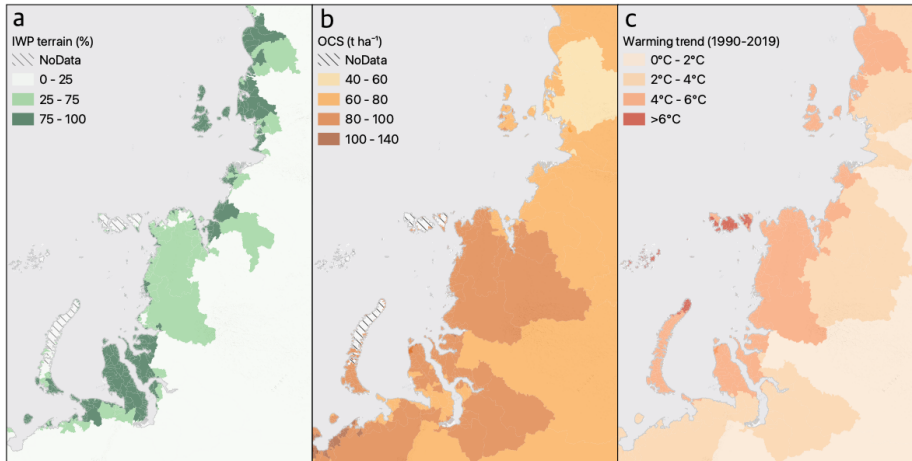 a
IWP terrain (%)
NoData
0 - 25
25 - 75
75 - 100
b
OCS (t ha⁻¹)
NoData
40 - 60
60 - 80
80 - 100
100 - 140
c
Warming trend (1990-2019)
0°C - 2°C
2°C - 4°C
4°C - 6°C
>6°C